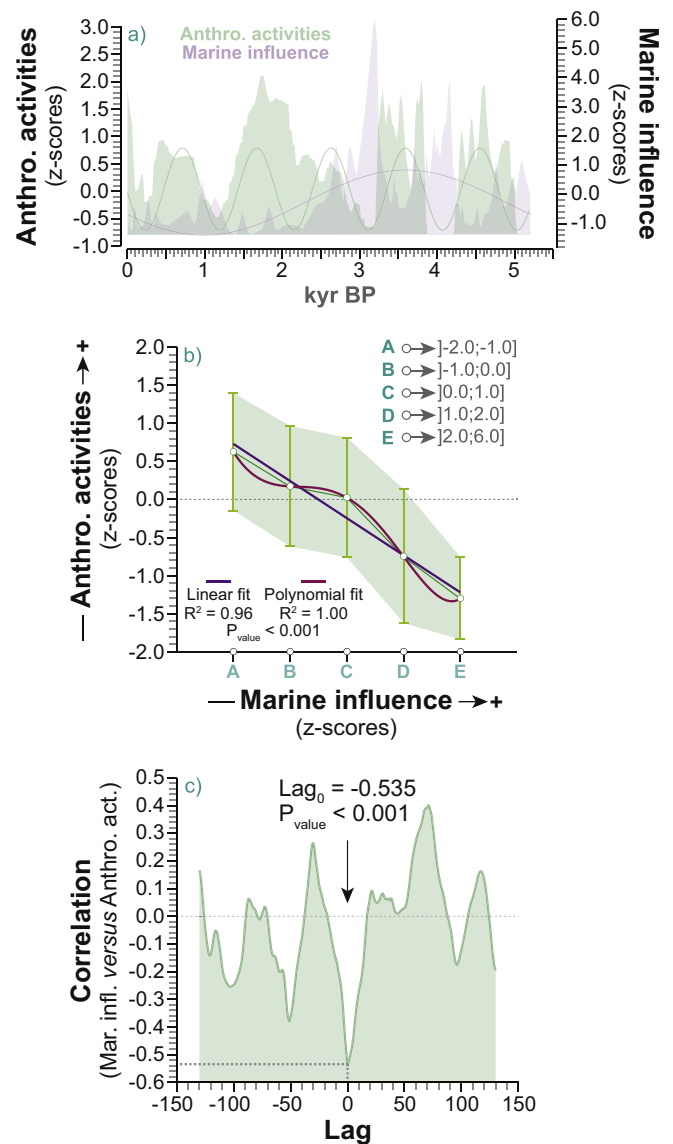 a)
Anthro. activities
Marine influence
Anthro. activities
(z-scores)
3.0
2.5
2.0
1.5
1.0
0.5
0.0
-0.5
-1.0
6.0
5.0
4.0
3.0
2.0
1.0
0.0
-1.0
Marine influence
(z-scores)
0 1 2 3 4 5
kyr BP
b)
A ]-2.0;-1.0]
B ]-1.0;0.0]
C ]0.0;1.0]
D ]1.0;2.0]
E ]2.0;6.0]
— Anthro. activities → +
(z-scores)
2.0
1.5
1.0
0.5
0.0
-0.5
-1.0
-1.5
-2.0
Linear fit Polynomial fit
R² = 0.96 R² = 1.00
Pvalue < 0.001
A B C D E
— Marine influence → +
(z-scores)
c)
Lag0 = -0.535
Pvalue < 0.001
Correlation
(Mar. infl. versus Anthro. act.)
0.5
0.4
0.3
0.2
0.1
0.0
-0.1
-0.2
-0.3
-0.4
-0.5
-0.6
-150 -100 -50 0 50 100 150
Lag